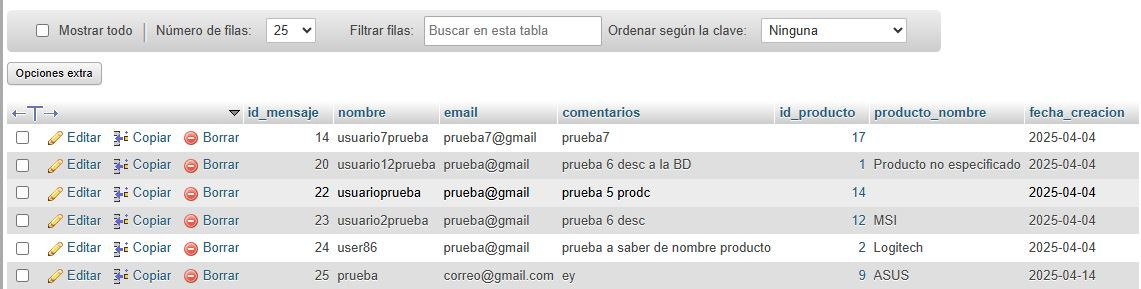 Mostrar todo Número de filas: 25 Filtrar filas: Buscar en esta tabla Ordenar según la clave: Ninguna
Opciones extra
id_mensaje nombre email comentarios id_producto producto_nombre fecha_creacion
Editar Copiar Borrar 14 usuario7prueba prueba7@gmail prueba7 17 2025-04-04
Editar Copiar Borrar 20 usuario12prueba prueba@gmail prueba 6 desc a la BD 1 Producto no especificado 2025-04-04
Editar Copiar Borrar 22 usuarioprueba prueba@gmail prueba 5 prodc 14 2025-04-04
Editar Copiar Borrar 23 usuario2prueba prueba@gmail prueba 6 desc 12 MSI 2025-04-04
Editar Copiar Borrar 24 user86 prueba@gmail prueba a saber de nombre producto 2 Logitech 2025-04-04
Editar Copiar Borrar 25 prueba correo@gmail.com ey 9 ASUS 2025-04-14